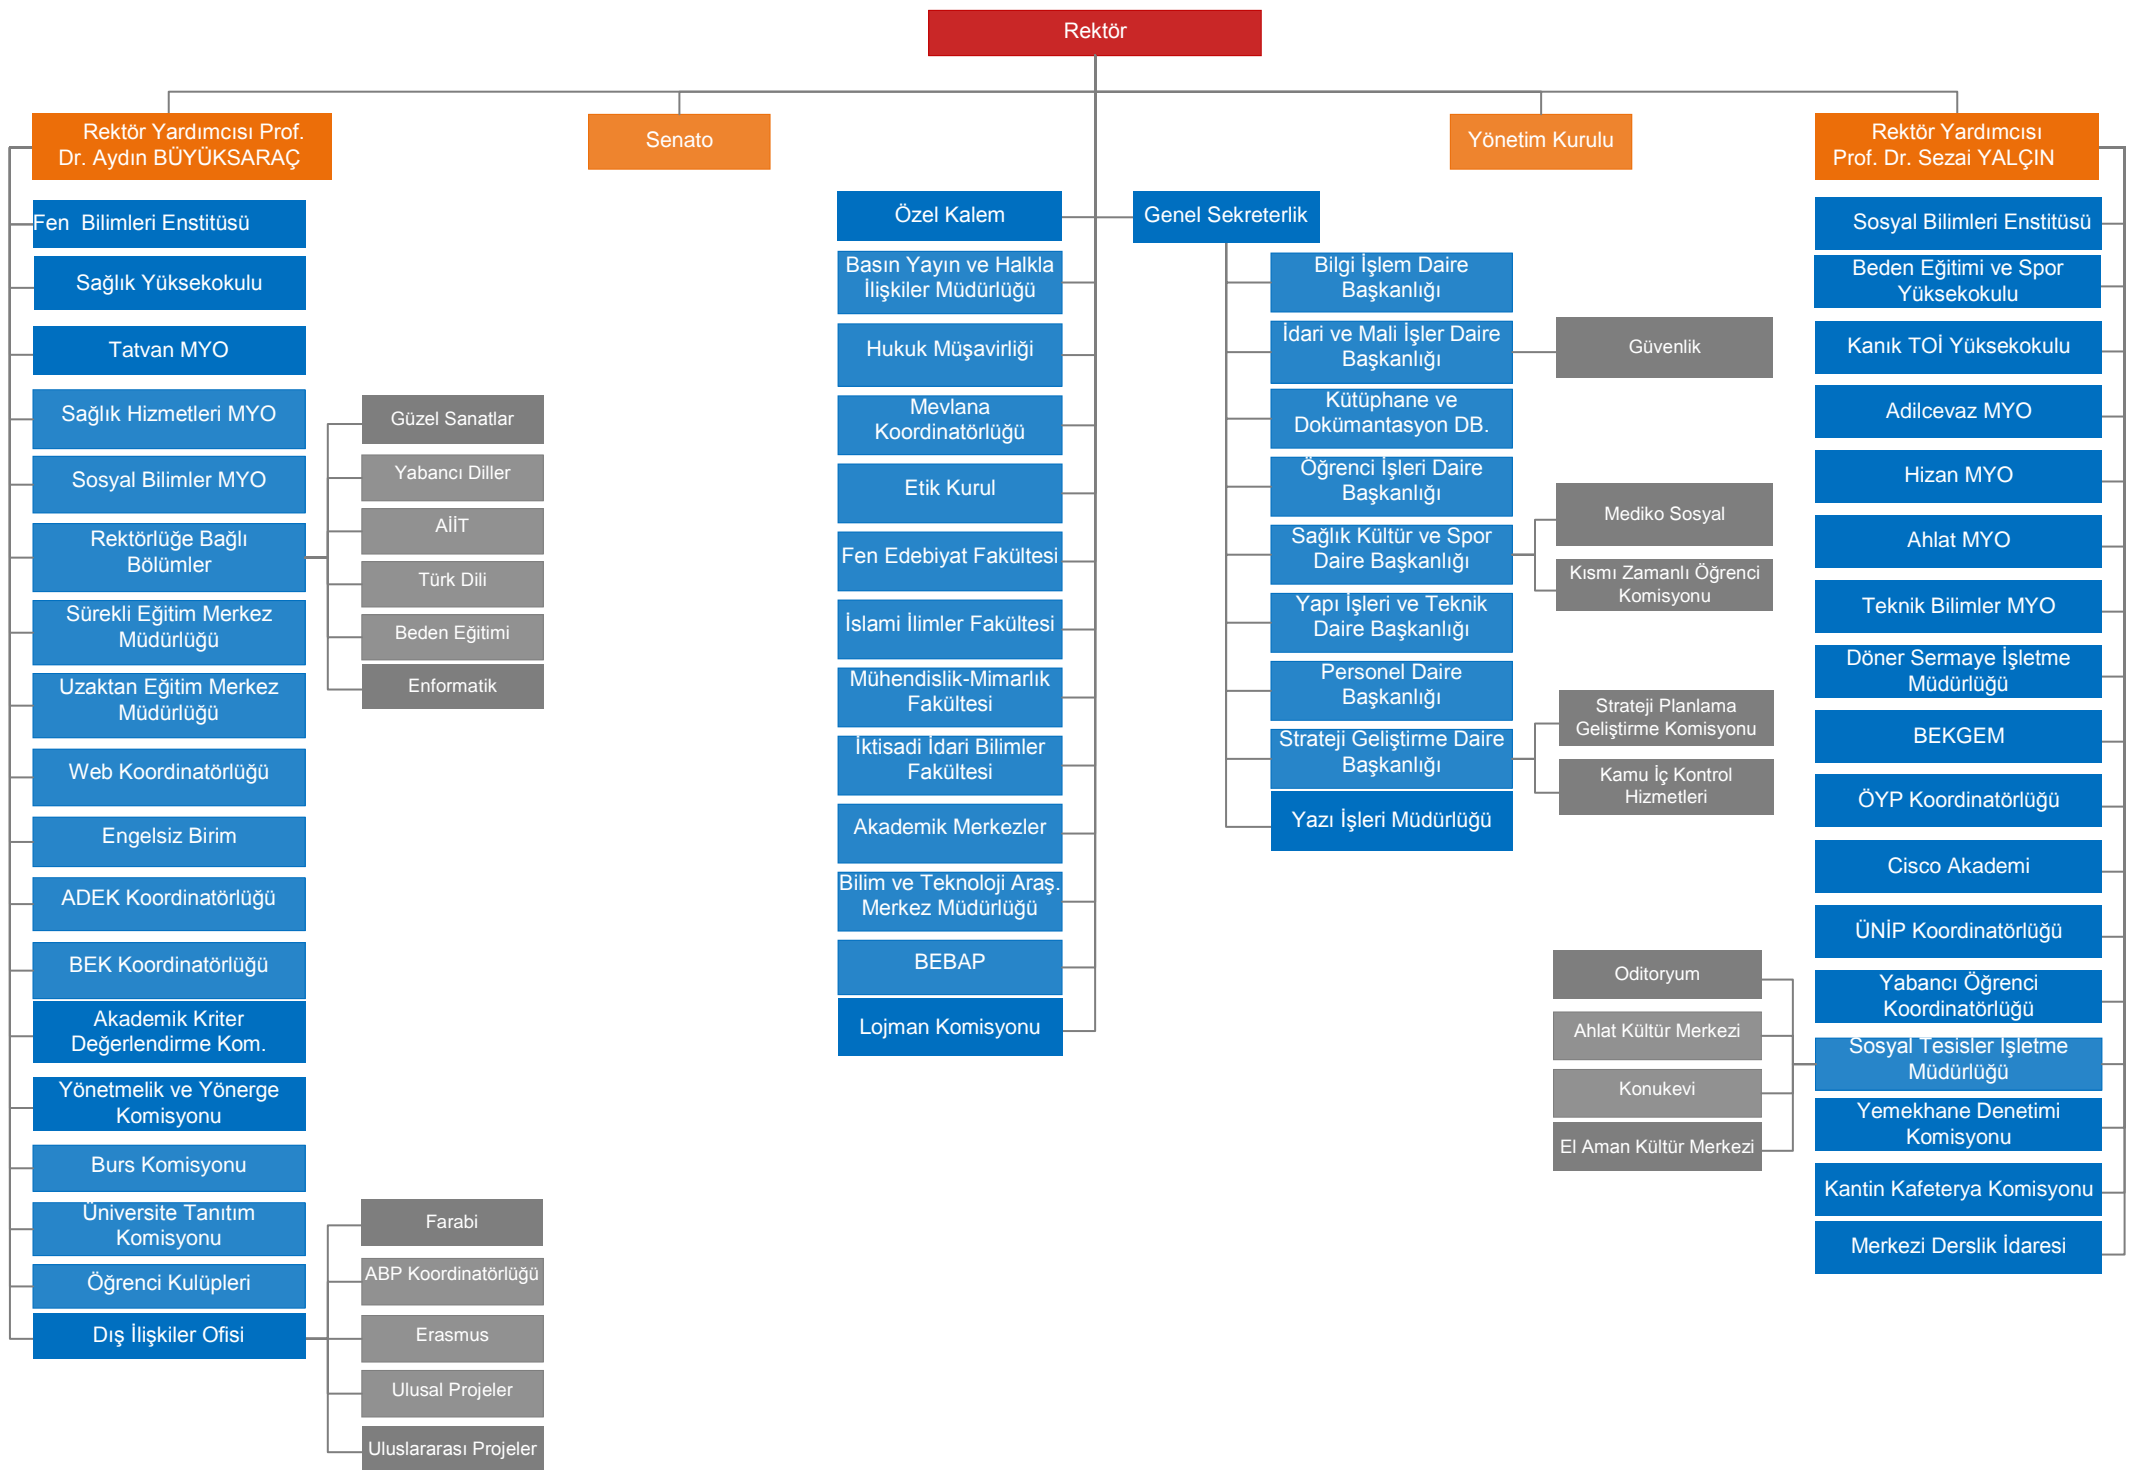 Rektör
Rektör Yardımcısı Prof.
Dr. Aydın BÜYÜKSARAÇ
Senato
Yönetim Kurulu
Rektör Yardımcısı
Prof. Dr. Sezai YALÇIN
Fen Bilimleri Enstitüsü
Sağlık Yüksekokulu
Tatvan MYO
Sağlık Hizmetleri MYO
Sosyal Bilimler MYO
Rektörlüğe Bağlı
Bölümler
Sürekli Eğitim Merkez
Müdürlüğü
Uzaktan Eğitim Merkez
Müdürlüğü
Web Koordinatörlüğü
Engelsiz Birim
ADEK Koordinatörlüğü
BEK Koordinatörlüğü
Akademik Kriter
Değerlendirme Kom.
Yönetmelik ve Yönerge
Komisyonu
Burs Komisyonu
Üniversite Tanıtım
Komisyonu
Öğrenci Kulüpleri
Dış İlişkiler Ofisi
Güzel Sanatlar
Yabancı Diller
AİİT
Türk Dili
Beden Eğitimi
Enformatik
Farabi
ABP Koordinatörlüğü
Erasmus
Ulusal Projeler
Uluslararası Projeler
Özel Kalem
Basın Yayın ve Halkla
İlişkiler Müdürlüğü
Hukuk Müşavirliği
Mevlana
Koordinatörlüğü
Etik Kurul
Fen Edebiyat Fakültesi
İslami İlimler Fakültesi
Mühendislik-Mimarlık
Fakültesi
İktisadi İdari Bilimler
Fakültesi
Akademik Merkezler
Bilim ve Teknoloji Araş.
Merkez Müdürlüğü
BEBAP
Lojman Komisyonu
Genel Sekreterlik
Bilgi İşlem Daire
Başkanlığı
İdari ve Mali İşler Daire
Başkanlığı
Kütüphane ve
Dokümantasyon DB.
Öğrenci İşleri Daire
Başkanlığı
Sağlık Kültür ve Spor
Daire Başkanlığı
Yapı İşleri ve Teknik
Daire Başkanlığı
Personel Daire
Başkanlığı
Strateji Geliştirme Daire
Başkanlığı
Yazı İşleri Müdürlüğü
Güvenlik
Mediko Sosyal
Kısmı Zamanlı Öğrenci
Komisyonu
Strateji Planlama
Geliştirme Komisyonu
Kamu İç Kontrol
Hizmetleri
Oditoryum
Ahlat Kültür Merkezi
Konukevi
El Aman Kültür Merkezi
Sosyal Bilimleri Enstitüsü
Beden Eğitimi ve Spor
Yüksekokulu
Kanık TOİ Yüksekokulu
Adilcevaz MYO
Hizan MYO
Ahlat MYO
Teknik Bilimler MYO
Döner Sermaye İşletme
Müdürlüğü
BEKGEM
ÖYP Koordinatörlüğü
Cisco Akademi
ÜNİP Koordinatörlüğü
Yabancı Öğrenci
Koordinatörlüğü
Sosyal Tesisler İşletme
Müdürlüğü
Yemekhane Denetimi
Komisyonu
Kantin Kafeterya Komisyonu
Merkezi Derslik İdaresi